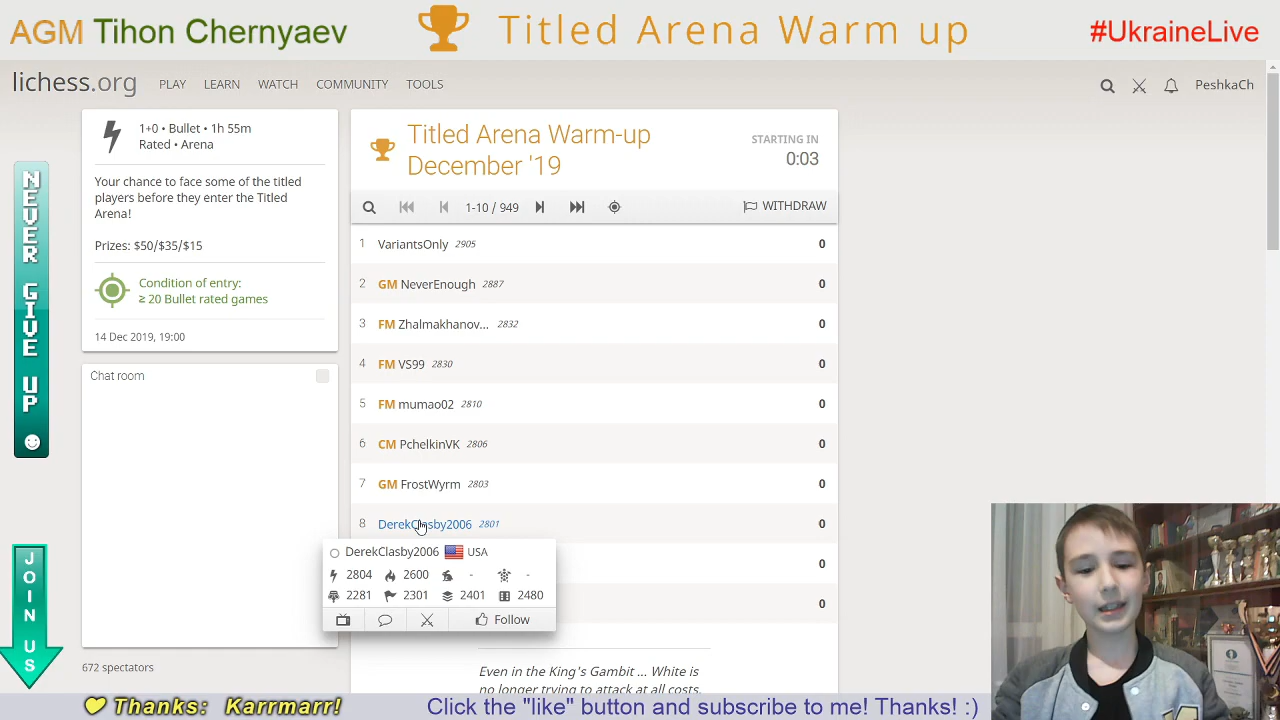 AGM Tihon Chernyaev
Titled Arena Warm up
#UkraineLive
lichess.org
PLAY
LEARN
WATCH
COMMUNITY
TOOLS
PeshkaCh
NEVER GIVE UP
JOIN US
1+0 • Bullet • 1h 55m
Rated • Arena
Your chance to face some of the titled
players before they enter the Titled
Arena!
Prizes: $50/$35/$15
Condition of entry:
≥ 20 Bullet rated games
14 Dec 2019, 19:00
Chat room
672 spectators
Titled Arena Warm-up
December '19
STARTING IN
0:03
1-10 / 949
WITHDRAW
1 VariantsOnly 2905 0
2 GM NeverEnough 2887 0
3 FM Zhalmakhanov... 2832 0
4 FM VS99 2830 0
5 FM mumao02 2810 0
6 CM PchelkinVK 2806 0
7 GM FrostWyrm 2803 0
8 DerekClasby2006 2801 0
0
0
DerekClasby2006 USA
2804 2600 - -
2281 2301 2401 2480
Follow
Even in the King's Gambit ... White is
no longer trying to attack at all costs.
Thanks: Karrmarr!
Click the "like" button and subscribe to me! Thanks! :)